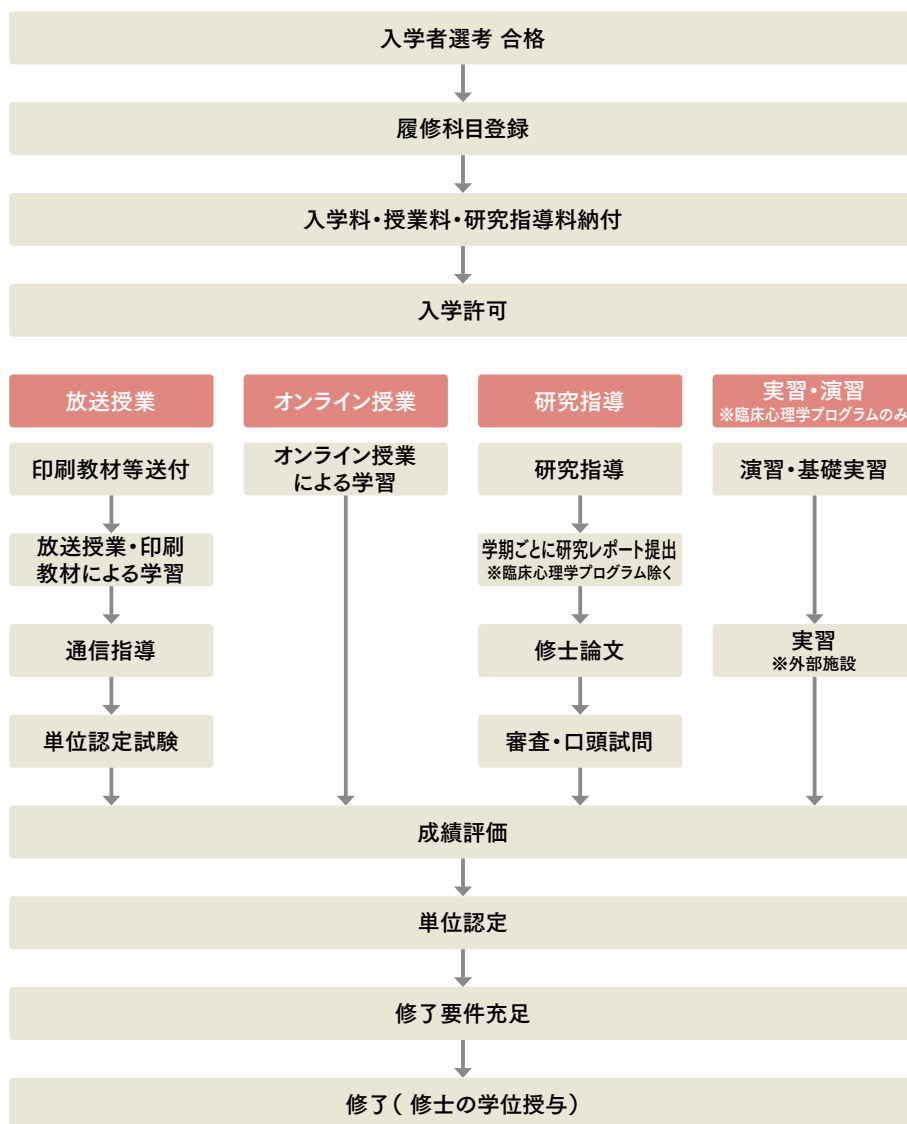 入学者選考 合格
履修科目登録
入学料・授業料・研究指導料納付
入学許可
放送授業
印刷教材等送付
放送授業・印刷
教材による学習
通信指導
単位認定試験
オンライン授業
オンライン授業
による学習
研究指導
研究指導
学期ごとに研究レポート提出
※臨床心理学プログラム除く
修士論文
審査・口頭試問
実習・演習
※臨床心理学プログラムのみ
演習・基礎実習
実習
※外部施設
成績評価
単位認定
修了要件充足
修了( 修士の学位授与)